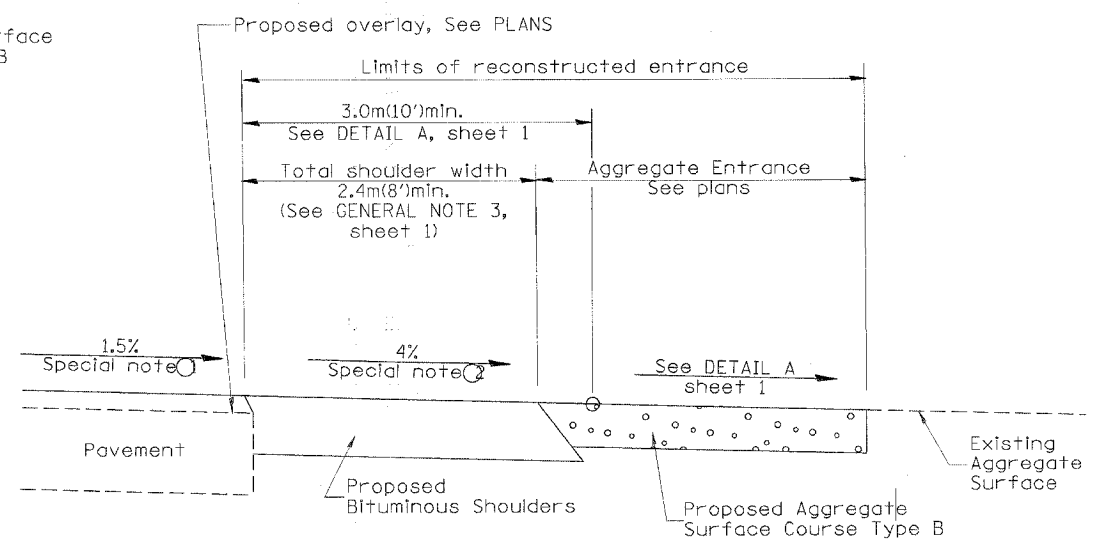 rface
B
Proposed overlay, See PLANS
Limits of reconstructed entrance
3.0m(10')min.
See DETAIL A, sheet 1
Total shoulder width
2.4m(8')min.
(See GENERAL NOTE 3,
sheet 1)
Aggregate Entrance
See plans
1.5%
Special note 1
4%
Special note 2
See DETAIL A
sheet 1
Pavement
Proposed
Bituminous Shoulders
Proposed Aggregate
Surface Course Type B
Existing
Aggregate
Surface